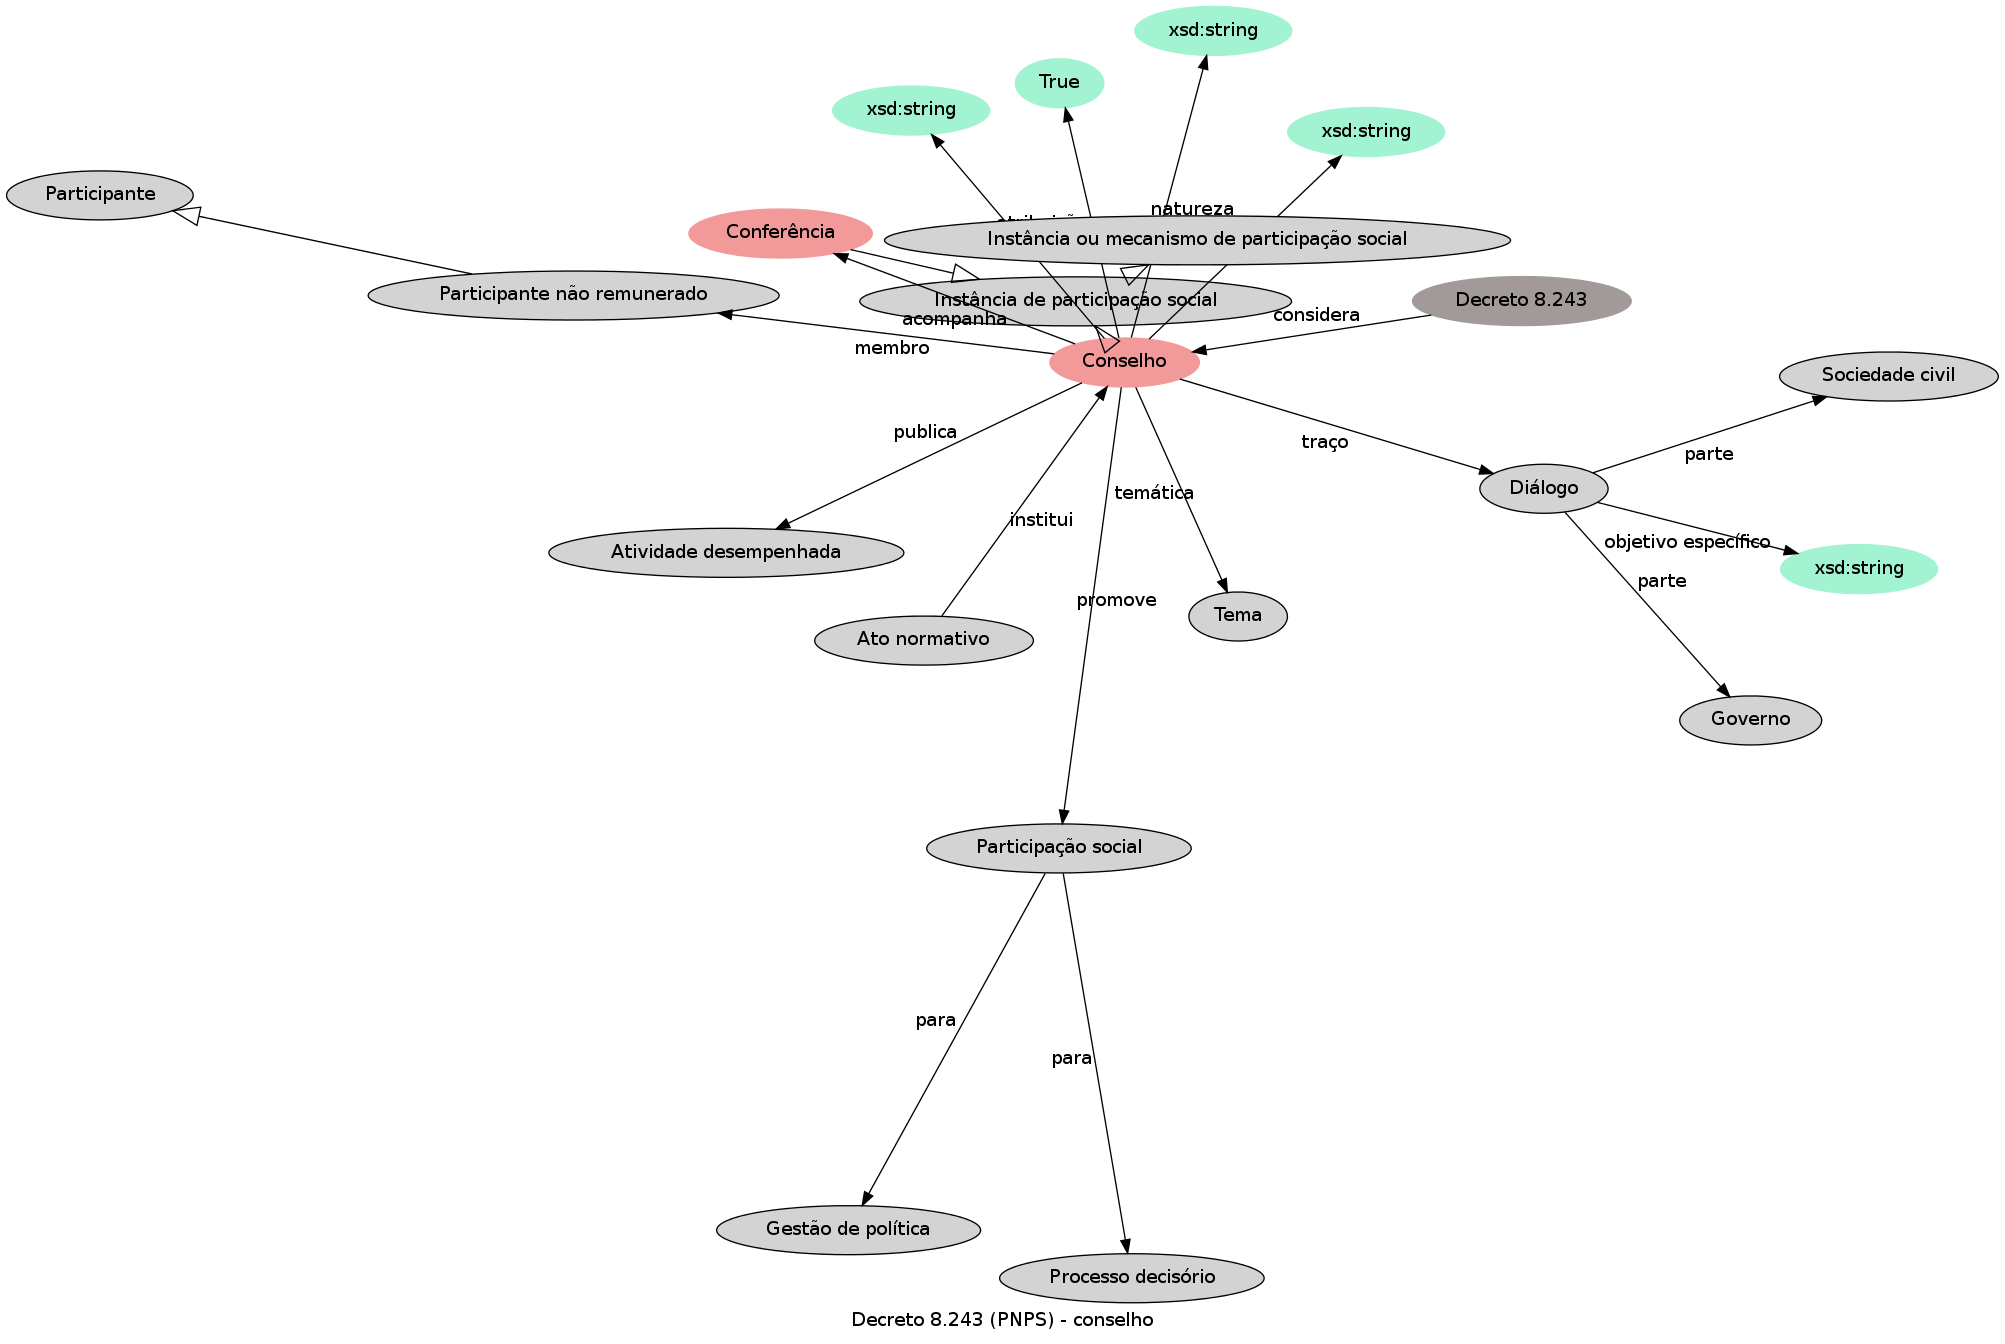 xsd:string
True
xsd:string
xsd:string
Participante
natureza
Conferência
Instância ou mecanismo de participação social
Participante não remunerado
Instância de participação social
Decreto 8.243
acompanha
considera
membro
Conselho
Sociedade civil
publica
traço
parte
temática
Diálogo
institui
objetivo específico
Atividade desempenhada
xsd:string
parte
promove
Tema
Ato normativo
Governo
Participação social
para
para
Gestão de política
Processo decisório
Decreto 8.243 (PNPS) - conselho